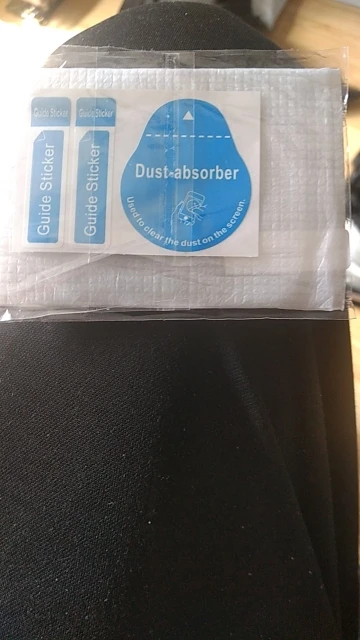 Guide Sticker
Guide Sticker
Guide Sticker
Guide Sticker
Dust-absorber
Used to clear the dust on the screen.